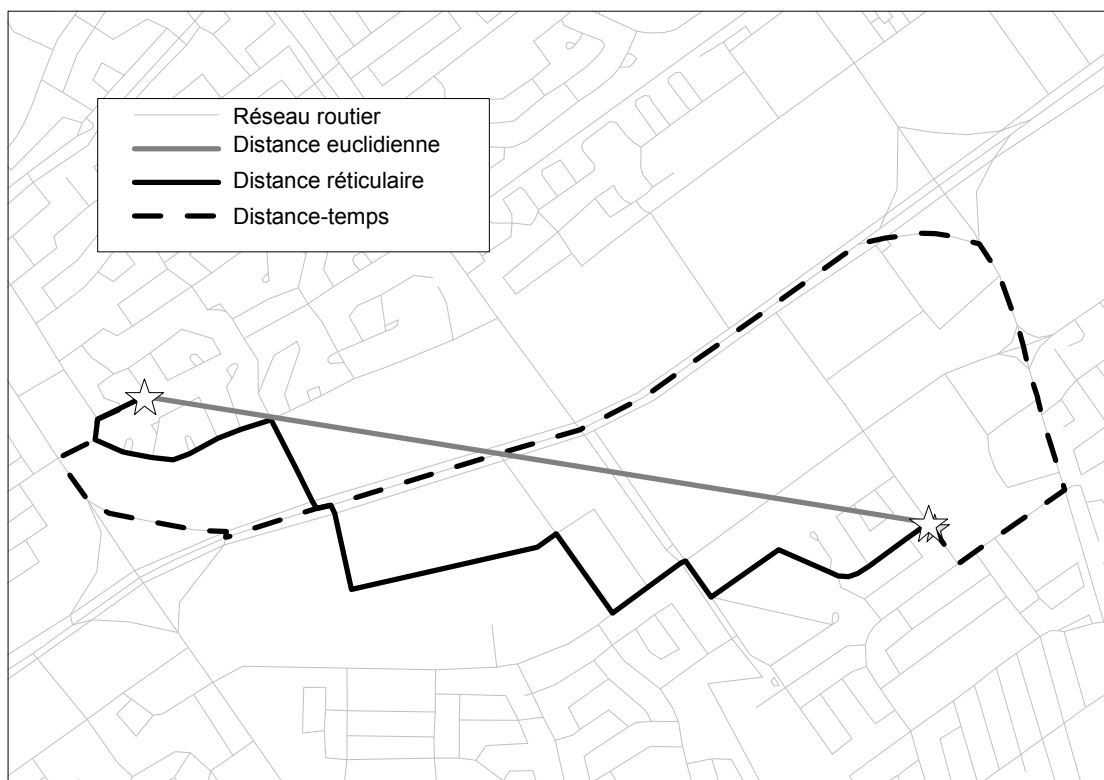 Réseau routier
Distance euclidienne
Distance réticulaire
Distance-temps